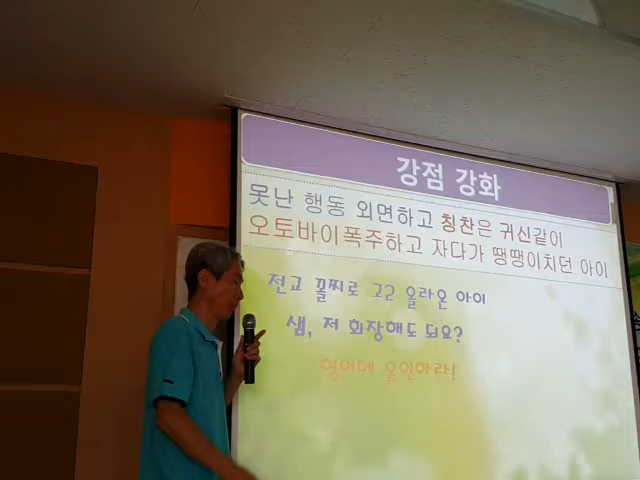 강점 강화
못난 행동 외면하고 칭찬은 귀신같이
오토바이폭주하고 자다가 땡땡이치던 아이
전교 꼴찌로 고2 올라온 아이
샘, 저 회장해도 되요?
영어에 올인하라!